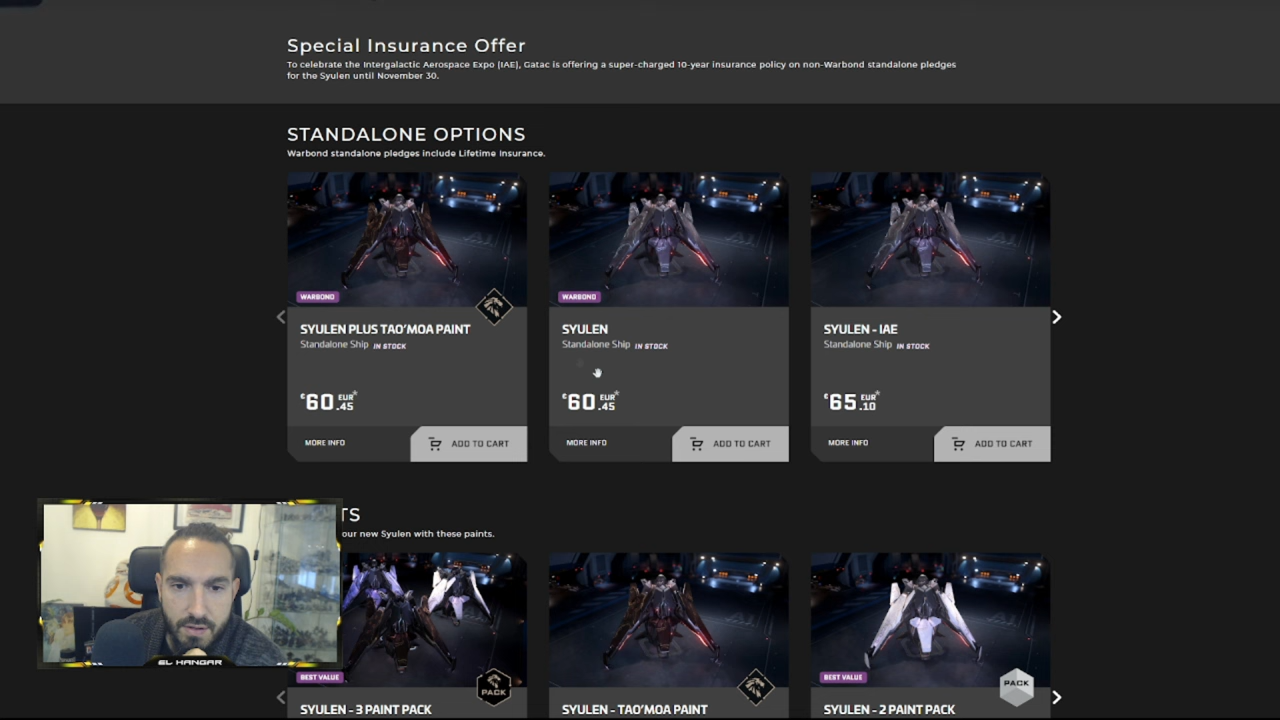 Special Insurance Offer
To celebrate the Intergalactic Aerospace Expo (IAE), Gatac is offering a super-charged 10-year insurance policy on non-Warbond standalone pledges
for the Syulen until November 30.
STANDALONE OPTIONS
Warbond standalone pledges include Lifetime Insurance.
WARBOND
SYULEN PLUS TAO'MOA PAINT
Standalone Ship IN STOCK
€60.45 EUR*
MORE INFO
ADD TO CART
WARBOND
SYULEN
Standalone Ship IN STOCK
€60.45 EUR*
MORE INFO
ADD TO CART
SYULEN - IAE
Standalone Ship IN STOCK
€65.10 EUR*
MORE INFO
ADD TO CART
TS
our new Syulen with these paints.
BEST VALUE
PACK
SYULEN - 3 PAINT PACK
SYULEN - TAO'MOA PAINT
BEST VALUE
PACK
SYULEN - 2 PAINT PACK
EL HANGAR